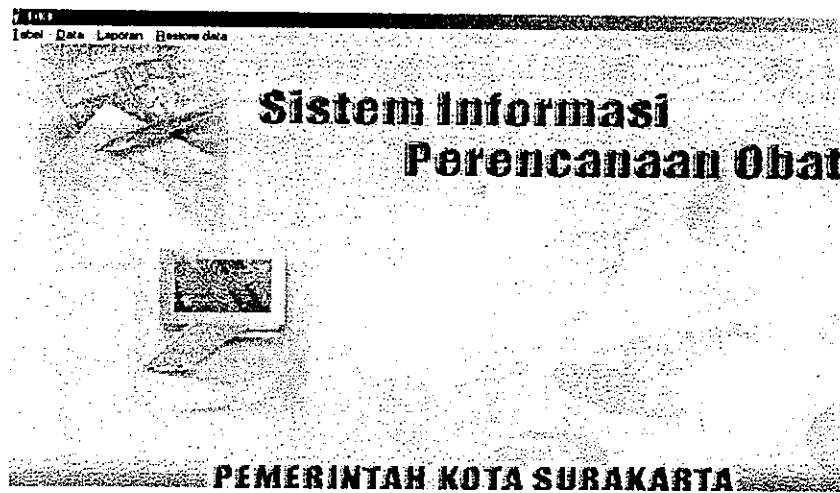 Tabel Data Laporan Restore data
Sistem Informasi
Perencanaan Obat
PEMERINTAH KOTA SURAKARTA